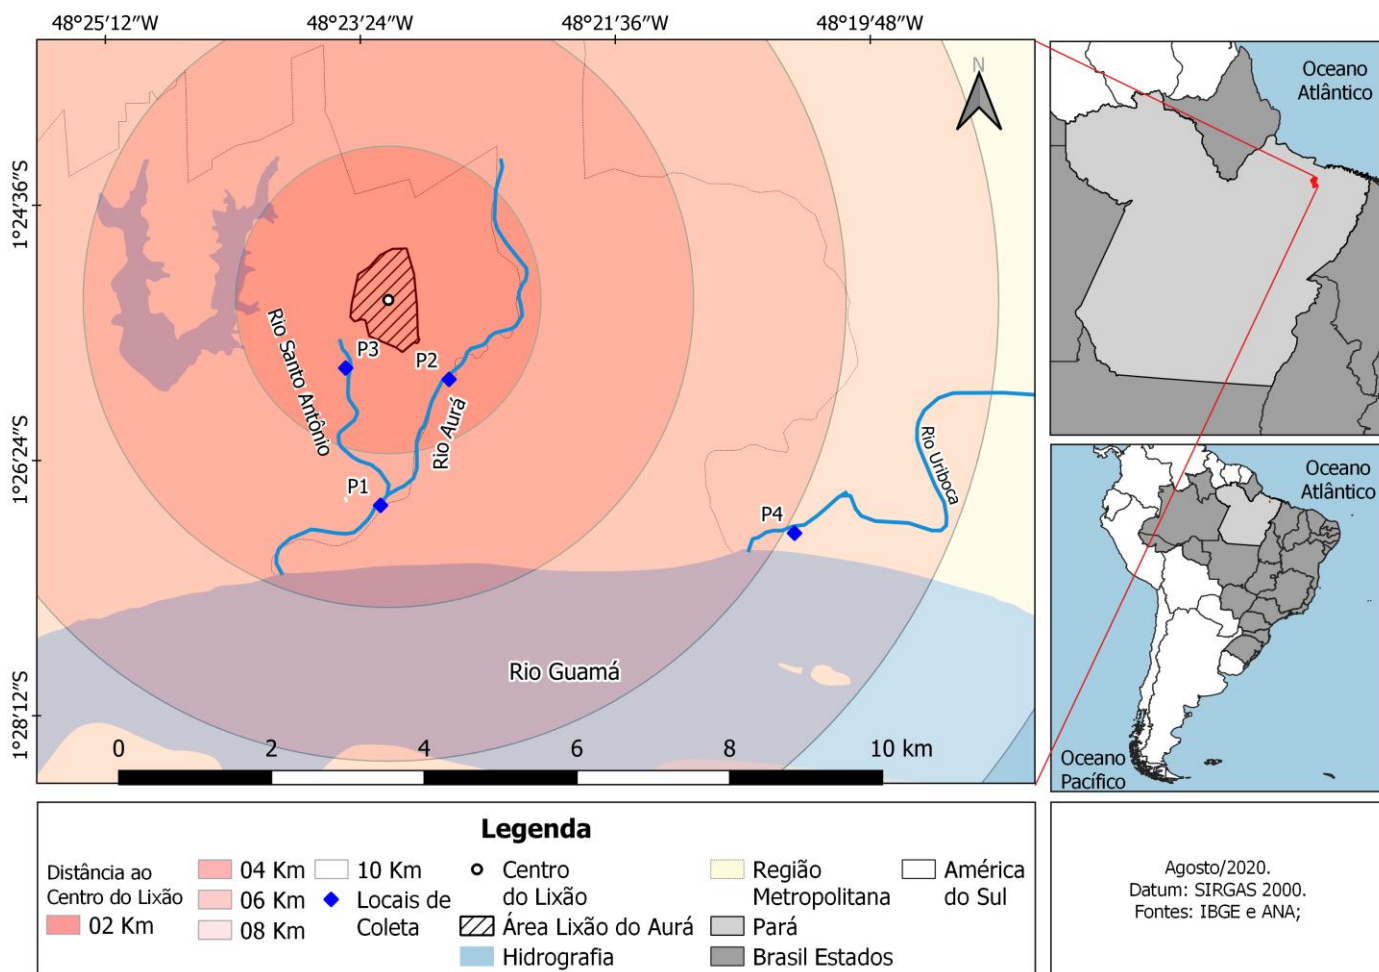 48°25′12″W 48°23′24″W 48°21′36″W 48°19′48″W
1°24′36″S
1°26′24″S
1°28′12″S
N
Rio Santo Antônio
P3
P2
Rio Aurá
P1
P4
Rio Uriboca
Rio Guamá
0 2 4 6 8 10 km
Oceano
Atlântico
Oceano
Atlântico
Oceano
Pacífico
Legenda
Distância ao
Centro do Lixão
02 Km
04 Km
06 Km
08 Km
10 Km
Locais de
Coleta
Centro
do Lixão
Área Lixão do Aurá
Hidrografia
Região
Metropolitana
Pará
Brasil Estados
América
do Sul
Agosto/2020.
Datum: SIRGAS 2000.
Fontes: IBGE e ANA;